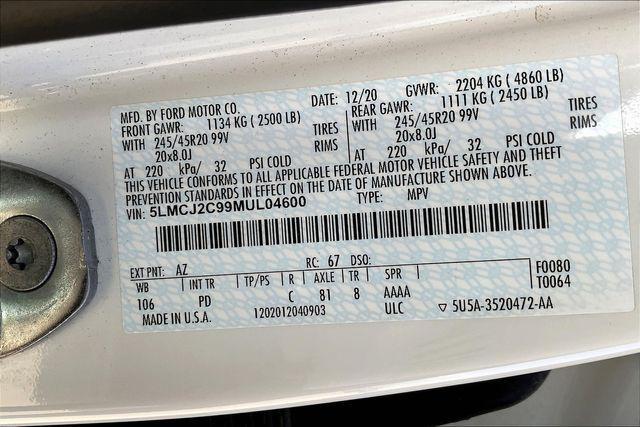 MFD. BY FORD MOTOR CO. DATE: 12/20 GVWR: 2204 KG ( 4860 LB)
FRONT GAWR: 1134 KG ( 2500 LB) REAR GAWR: 1111 KG ( 2450 LB)
WITH 245/45R20 99V TIRES WITH 245/45R20 99V TIRES
20x8.0J RIMS 20x8.0J RIMS
AT 220 kPa/ 32 PSI COLD AT 220 kPa/ 32 PSI COLD
THIS VEHICLE CONFORMS TO ALL APPLICABLE FEDERAL MOTOR VEHICLE SAFETY AND THEFT
PREVENTION STANDARDS IN EFFECT ON THE DATE OF MANUFACTURE SHOWN ABOVE.
VIN: 5LMCJ2C99MUL04600 TYPE: MPV
EXT PNT: AZ RC: 67 DSO: F0080
WB INT TR TP/PS R AXLE TR SPR T0064
106 PD C 81 8 AAAA
MADE IN U.S.A. 1202012040903 ULC ▽ 5U5A-3520472-AA